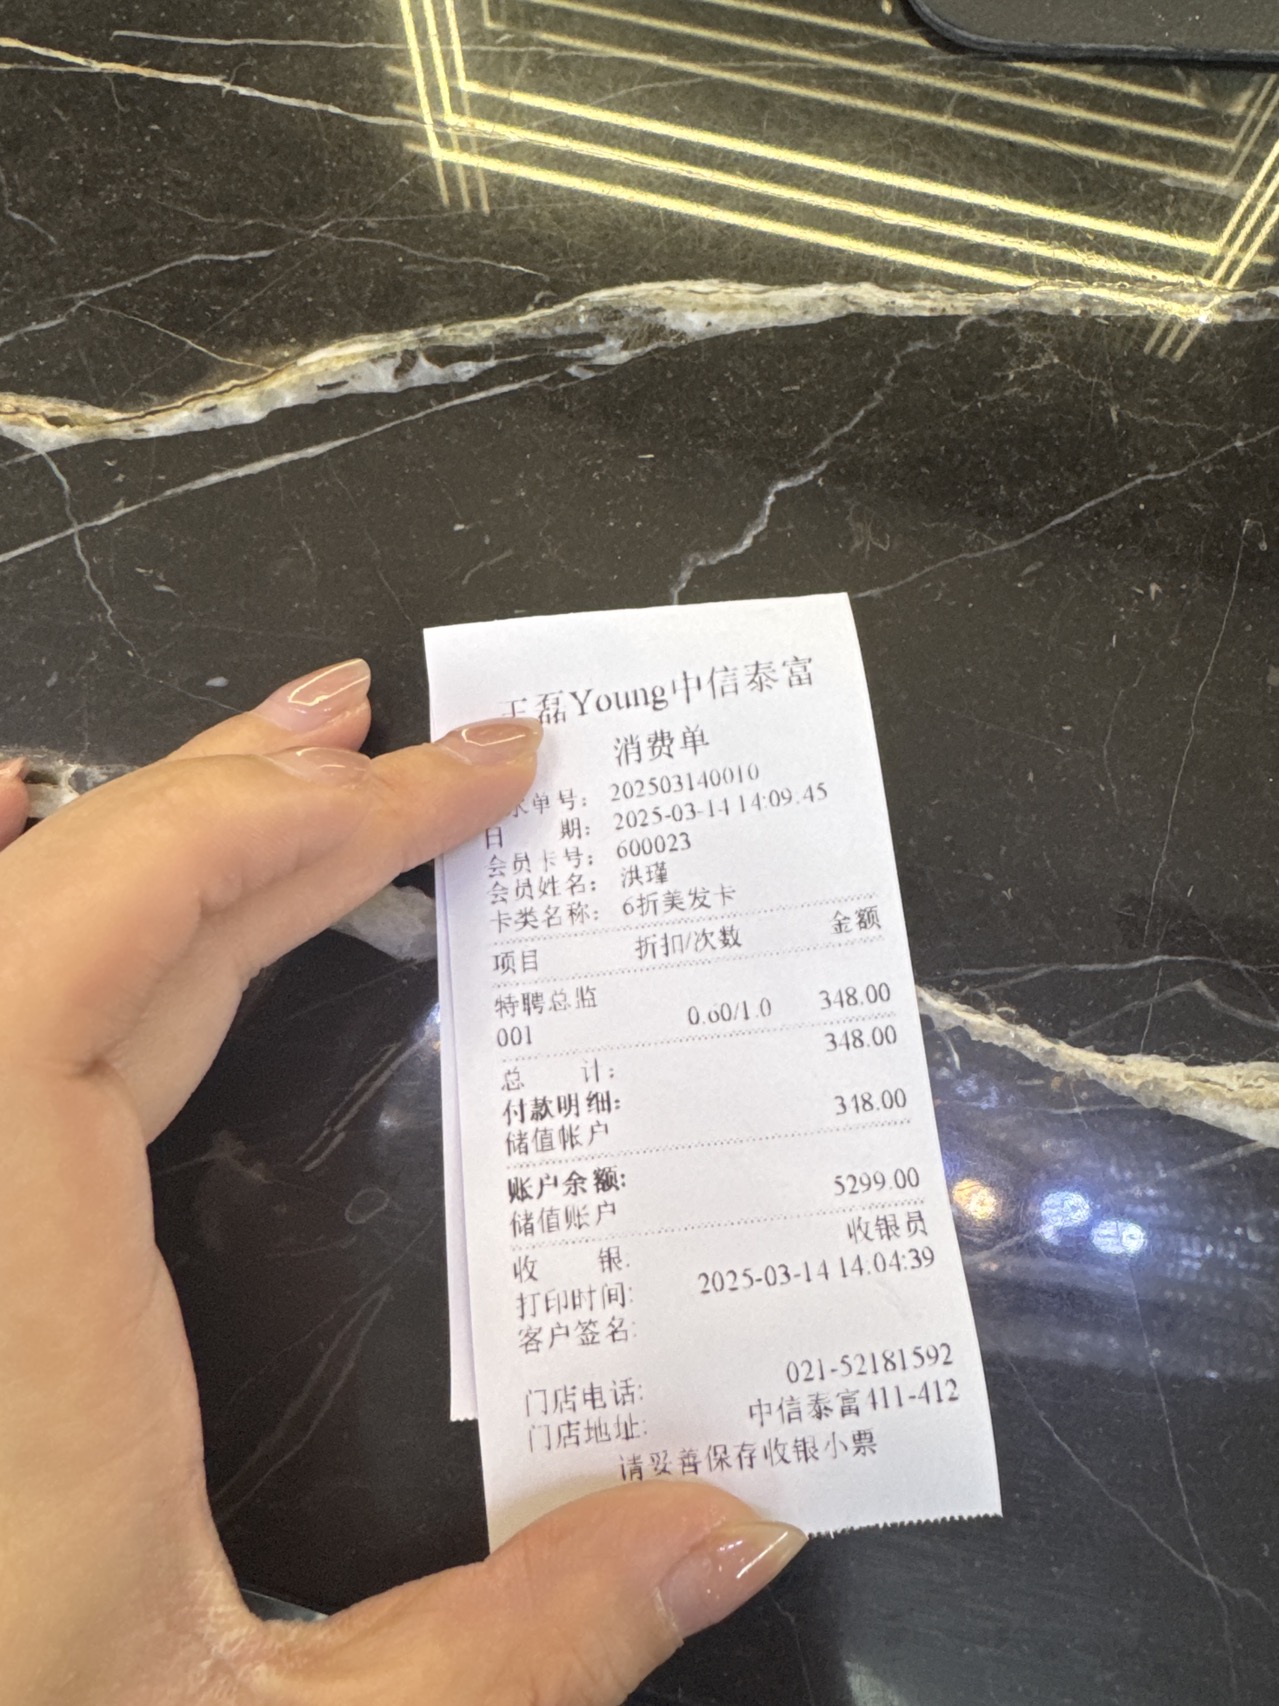 王磊Young中信泰富
消费单
水单号： 202503140010
日 期： 2025-03-14 14:09:45
会员卡号： 600023
会员姓名： 洪瑾
卡类名称： 6折美发卡
项目 折扣/次数 金额
特聘总监
001 0.60/1.0 348.00
总 计： 348.00
付款明细:
储值帐户 348.00
账户余额:
储值账户 5299.00
收 银: 收银员
打印时间: 2025-03-14 14:04:39
客户签名:
门店电话: 021-52181592
门店地址: 中信泰富411-412
请妥善保存收银小票